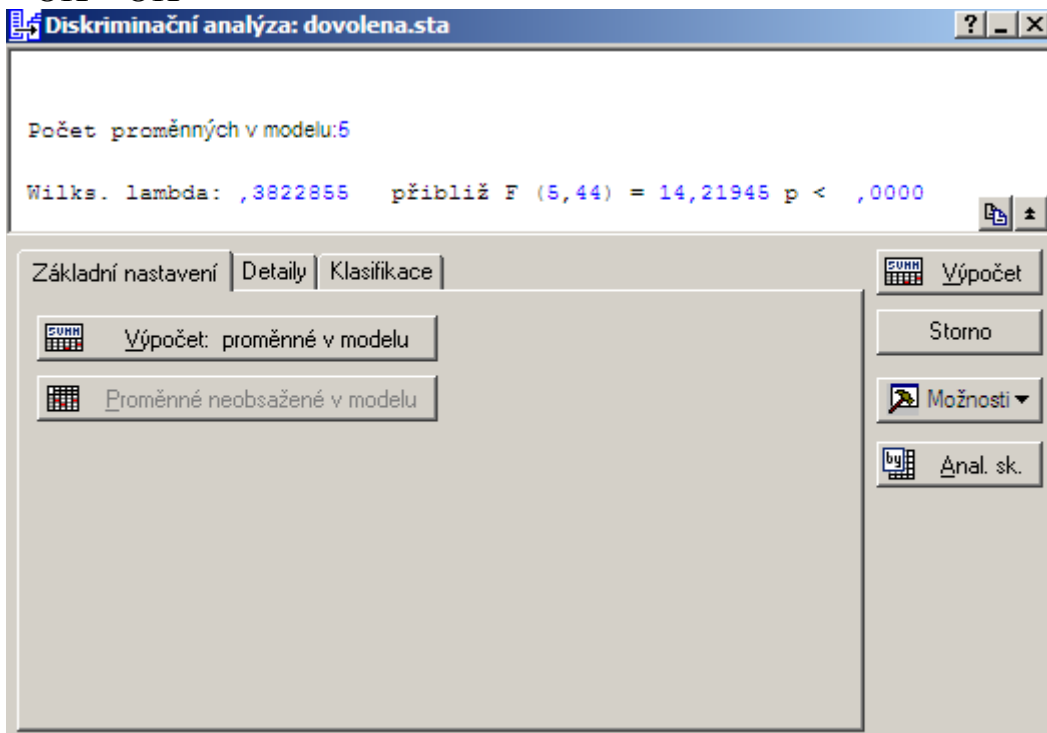 Diskriminační analýza: dovolena.sta
Počet proměnných v modelu:5
Wilks. lambda: ,3822855 přibliž F (5,44) = 14,21945 p < ,0000
Základní nastavení Detaily Klasifikace
Výpočet: proměnné v modelu
Proměnné neobsažené v modelu
Výpočet
Storno
Možnosti
Anal. sk.